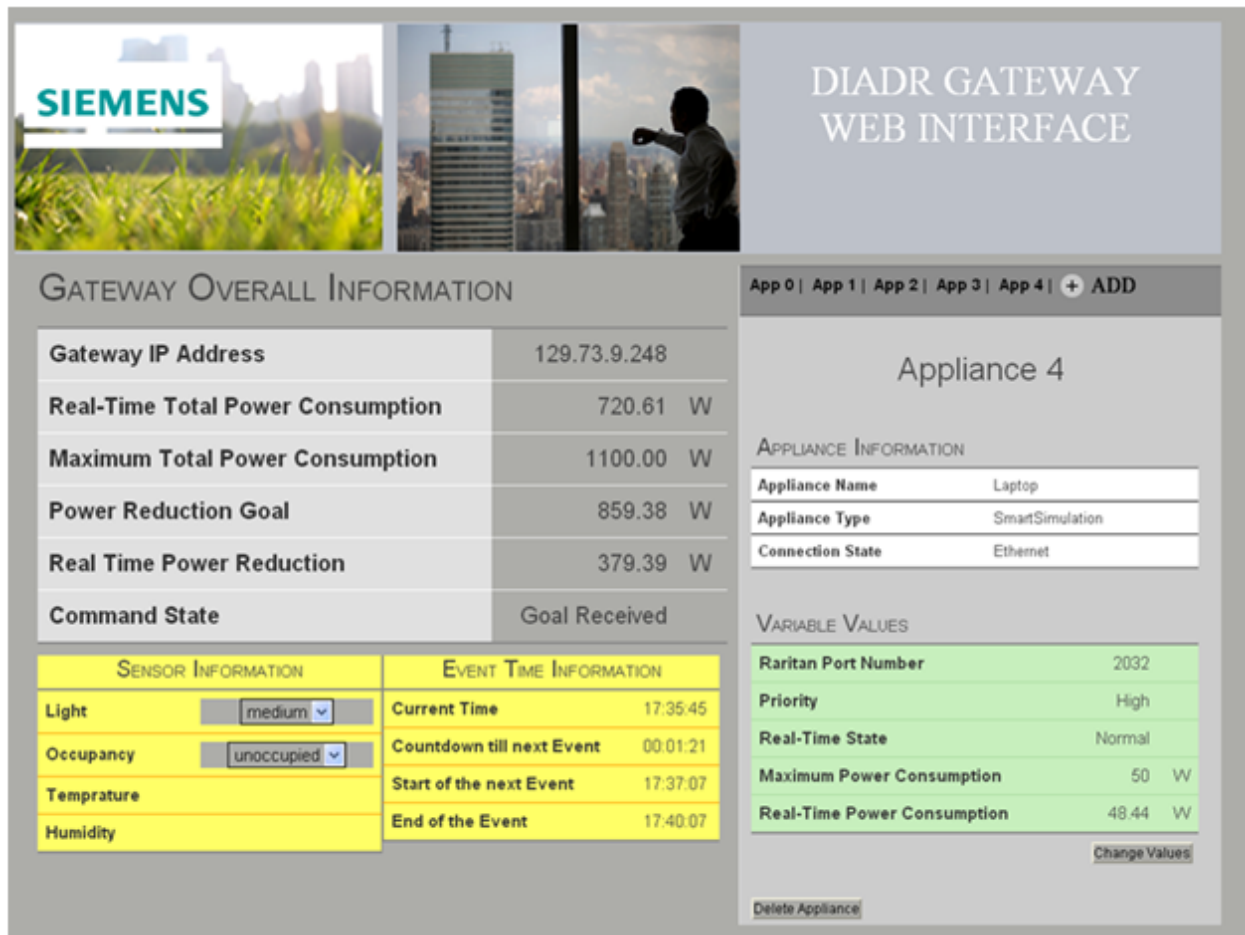 SIEMENS
DIADR GATEWAY
WEB INTERFACE
GATEWAY OVERALL INFORMATION
Gateway IP Address 129.73.9.248
Real-Time Total Power Consumption 720.61 W
Maximum Total Power Consumption 1100.00 W
Power Reduction Goal 859.38 W
Real Time Power Reduction 379.39 W
Command State Goal Received
SENSOR INFORMATION
Light medium
Occupancy unoccupied
Temprature
Humidity
EVENT TIME INFORMATION
Current Time 17:35:45
Countdown till next Event 00:01:21
Start of the next Event 17:37:07
End of the Event 17:40:07
App 0 | App 1 | App 2 | App 3 | App 4 | + ADD
Appliance 4
APPLIANCE INFORMATION
Appliance Name Laptop
Appliance Type SmartSimulation
Connection State Ethernet
VARIABLE VALUES
Raritan Port Number 2032
Priority High
Real-Time State Normal
Maximum Power Consumption 50 W
Real-Time Power Consumption 48.44 W
Change Values
Delete Appliance